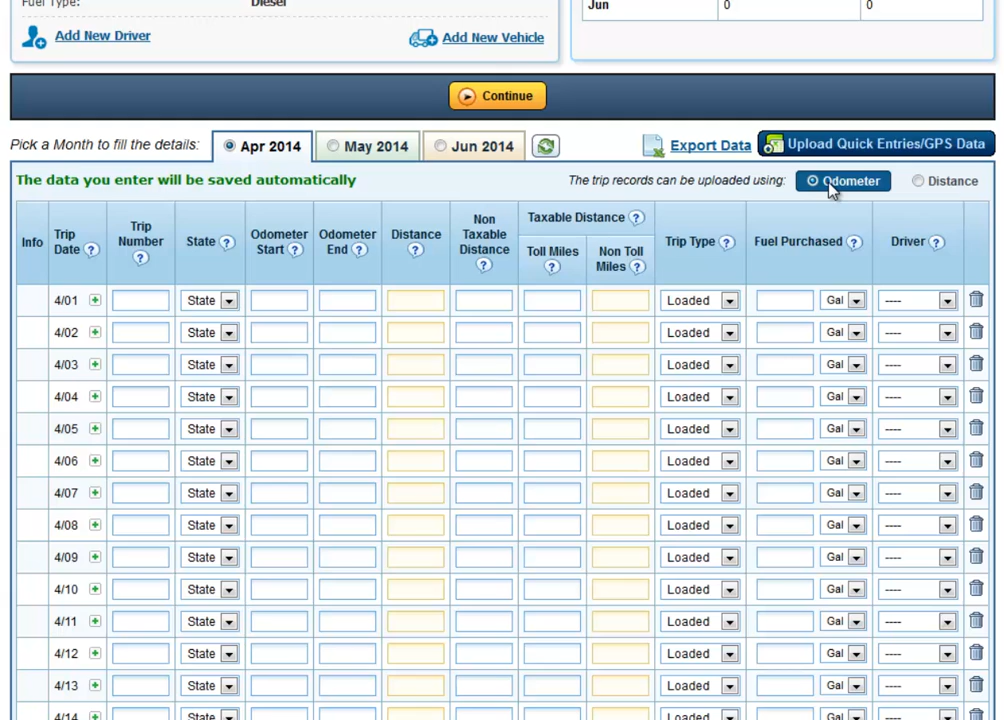 Fuel Type: Diesel
Jun 0 0
Add New Driver Add New Vehicle
Continue
Pick a Month to fill the details: Apr 2014 May 2014 Jun 2014 Export Data Upload Quick Entries/GPS Data
The data you enter will be saved automatically The trip records can be uploaded using: Odometer Distance
Info Trip Date ? Trip Number ? State ? Odometer Start ? Odometer End ? Distance ? Non Taxable Distance ? Taxable Distance ? Toll Miles ? Non Toll Miles ? Trip Type ? Fuel Purchased ? Driver ?
4/01 + State Loaded Gal ----
4/02 + State Loaded Gal ----
4/03 + State Loaded Gal ----
4/04 + State Loaded Gal ----
4/05 + State Loaded Gal ----
4/06 + State Loaded Gal ----
4/07 + State Loaded Gal ----
4/08 + State Loaded Gal ----
4/09 + State Loaded Gal ----
4/10 + State Loaded Gal ----
4/11 + State Loaded Gal ----
4/12 + State Loaded Gal ----
4/13 + State Loaded Gal ----
4/14 + State Loaded Gal ----